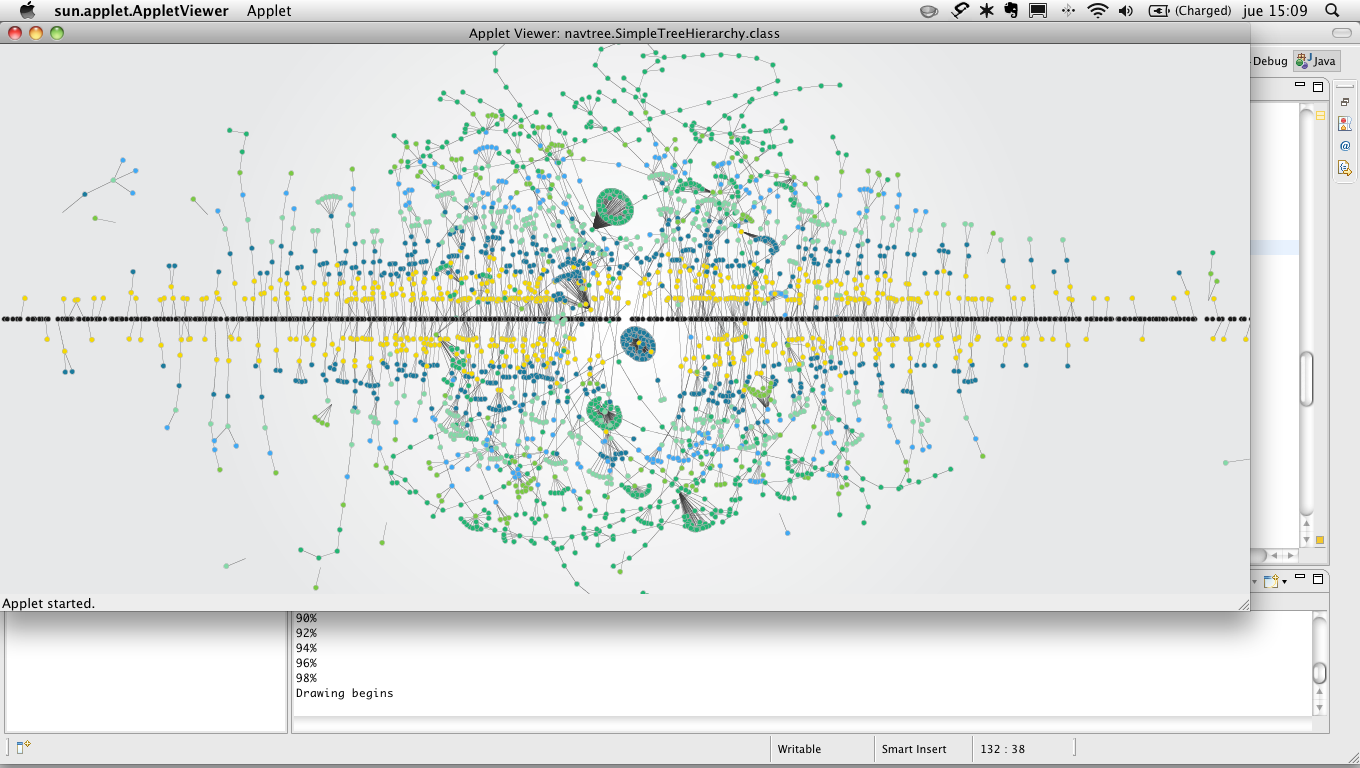 sun.applet.AppletViewer Applet (Charged) jue 15:09
Applet Viewer: navtree.SimpleTreeHierarchy.class
Debug Java
Applet started.
90%
92%
94%
96%
98%
Drawing begins
Writable Smart Insert 132 : 38